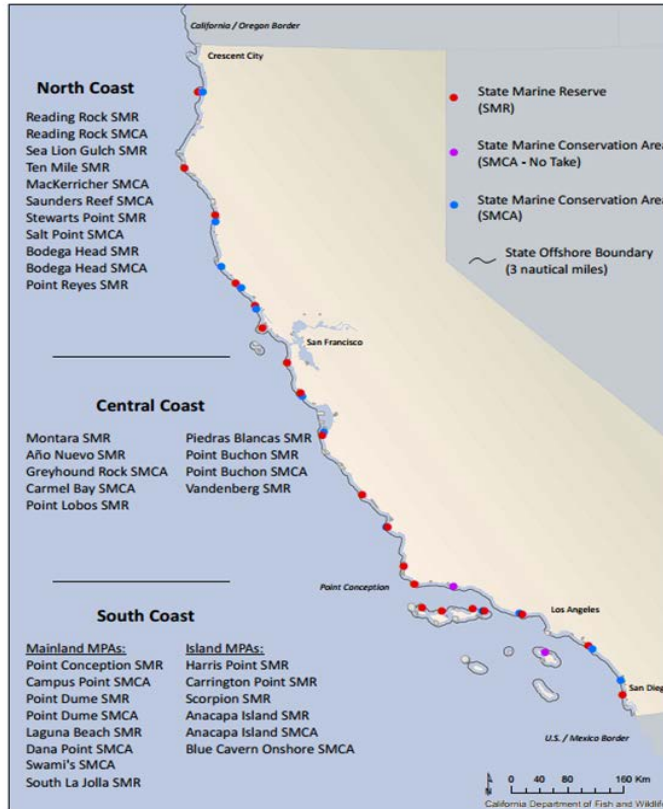 California / Oregon Border
Crescent City
North Coast
Reading Rock SMR
Reading Rock SMCA
Sea Lion Gulch SMR
Ten Mile SMR
MacKerricher SMCA
Saunders Reef SMCA
Stewarts Point SMR
Salt Point SMCA
Bodega Head SMR
Bodega Head SMCA
Point Reyes SMR
State Marine Reserve
(SMR)
State Marine Conservation Area
(SMCA - No Take)
State Marine Conservation Area
(SMCA)
State Offshore Boundary
(3 nautical miles)
San Francisco
Central Coast
Montara SMR
Año Nuevo SMR
Greyhound Rock SMCA
Carmel Bay SMCA
Point Lobos SMR
Piedras Blancas SMR
Point Buchon SMR
Point Buchon SMCA
Vandenberg SMR
Point Conception
Los Angeles
South Coast
Mainland MPAs:
Point Conception SMR
Campus Point SMCA
Point Dume SMR
Point Dume SMCA
Laguna Beach SMR
Dana Point SMCA
Swami's SMCA
South La Jolla SMR
Island MPAs:
Harris Point SMR
Carrington Point SMR
Scorpion SMR
Anacapa Island SMR
Anacapa Island SMCA
Blue Cavern Onshore SMCA
San Dieg
U.S. / Mexico Border
N
0 40 80 160 Km
California Department of Fish and Wildlife